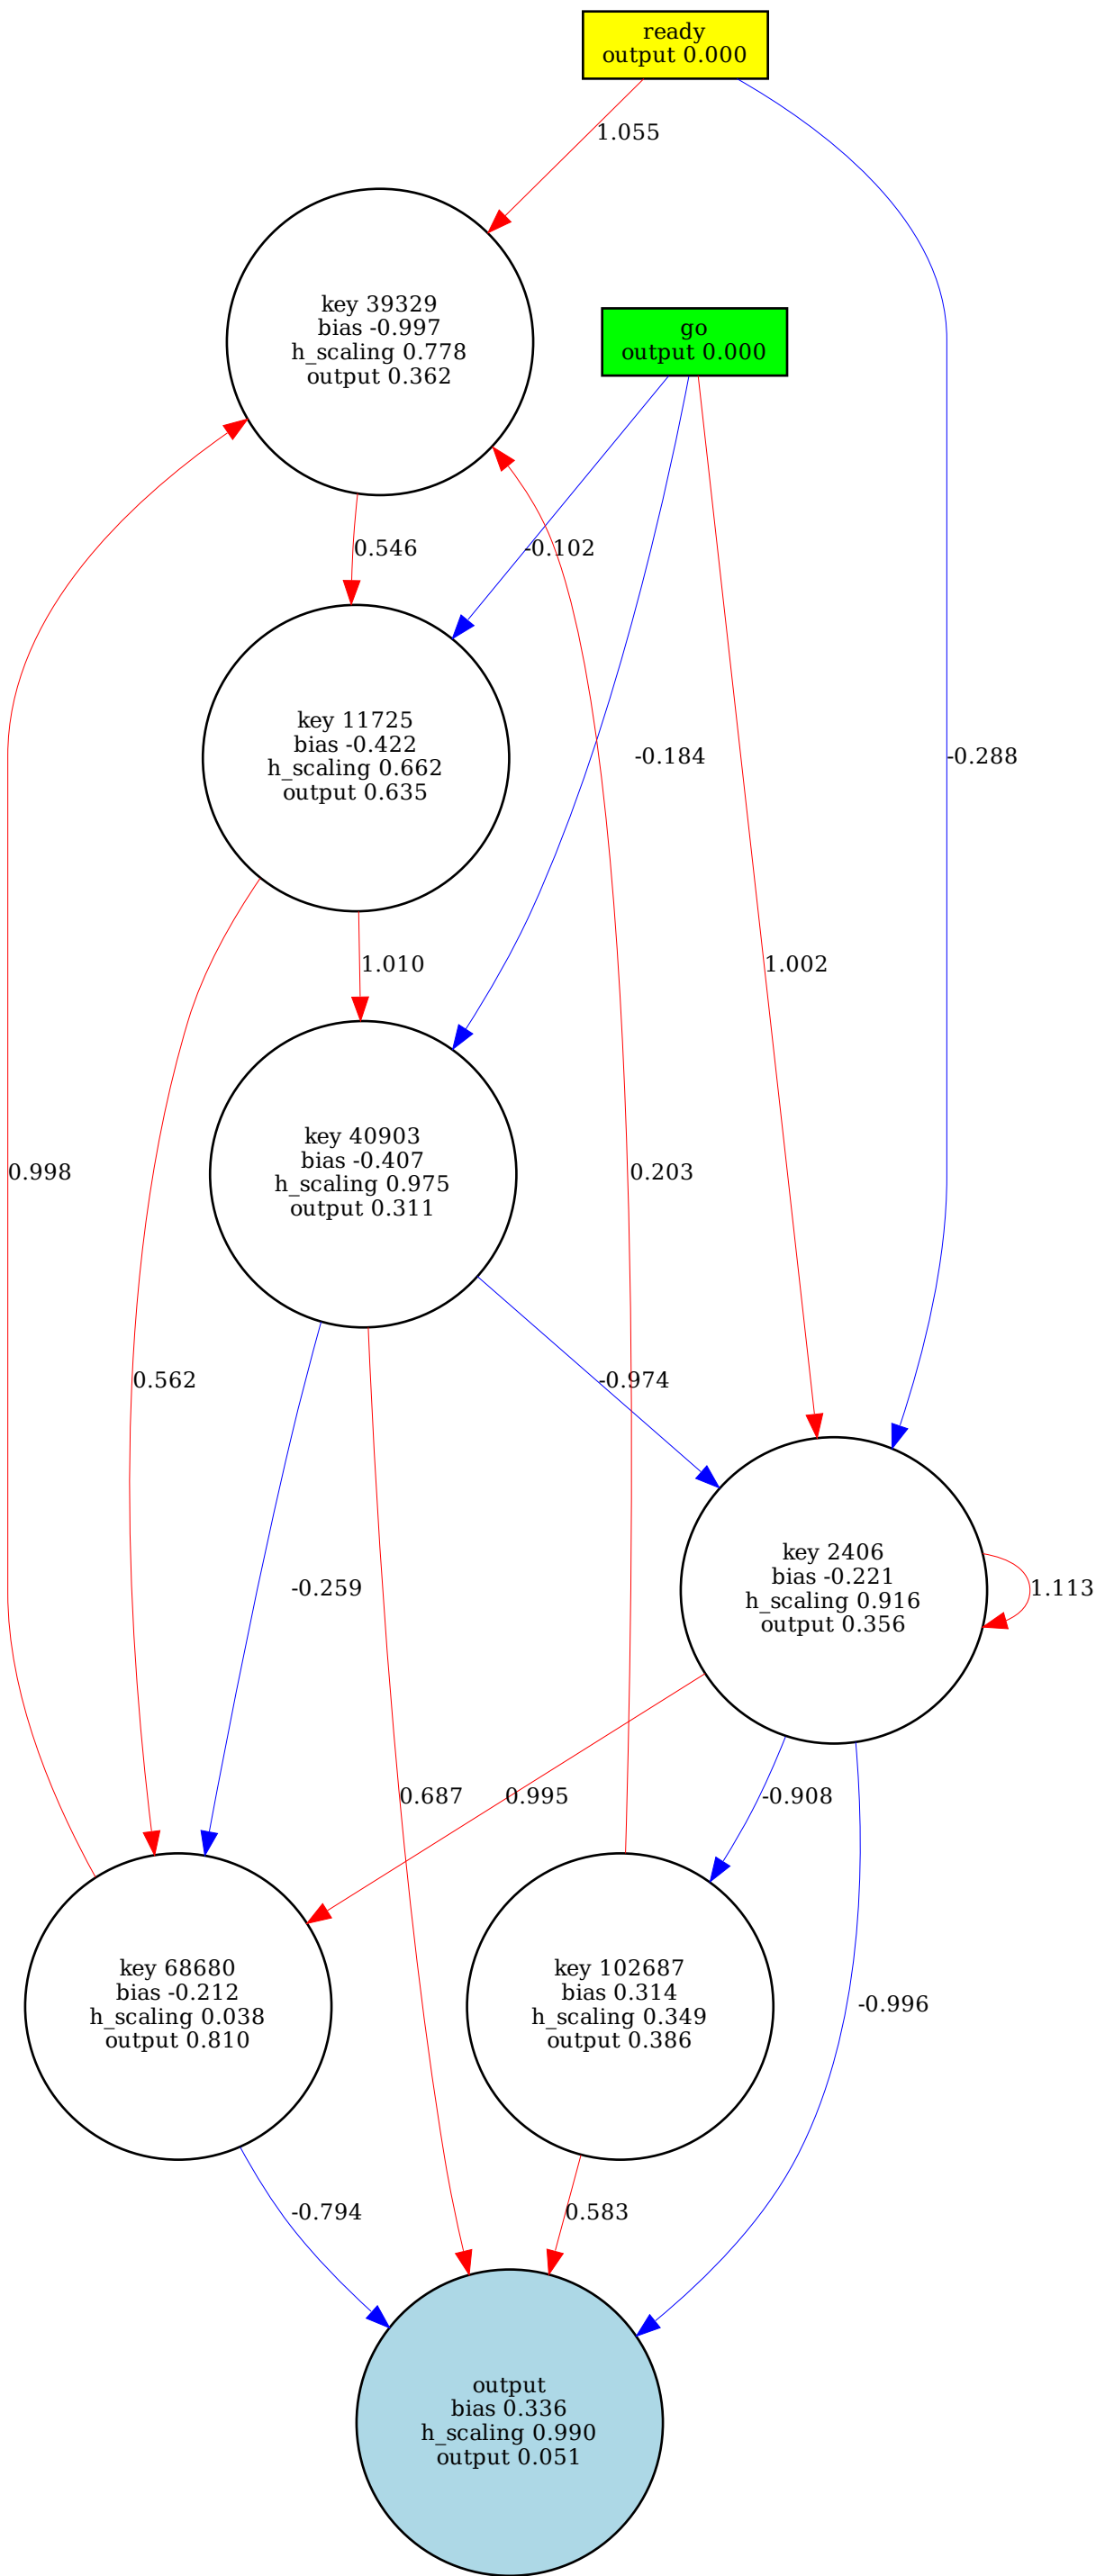 ready
output 0.000
1.055
key 39329
bias -0.997
h_scaling 0.778
output 0.362
go
output 0.000
0.546
-0.102
key 11725
bias -0.422
h_scaling 0.662
output 0.635
-0.184
-0.288
1.010
1.002
key 40903
bias -0.407
h_scaling 0.975
output 0.311
0.998
0.203
0.562
-0.974
key 2406
bias -0.221
h_scaling 0.916
output 0.356
-0.259
1.113
0.687
0.995
-0.908
key 68680
bias -0.212
h_scaling 0.038
output 0.810
key 102687
bias 0.314
h_scaling 0.349
output 0.386
-0.996
-0.794
0.583
output
bias 0.336
h_scaling 0.990
output 0.051